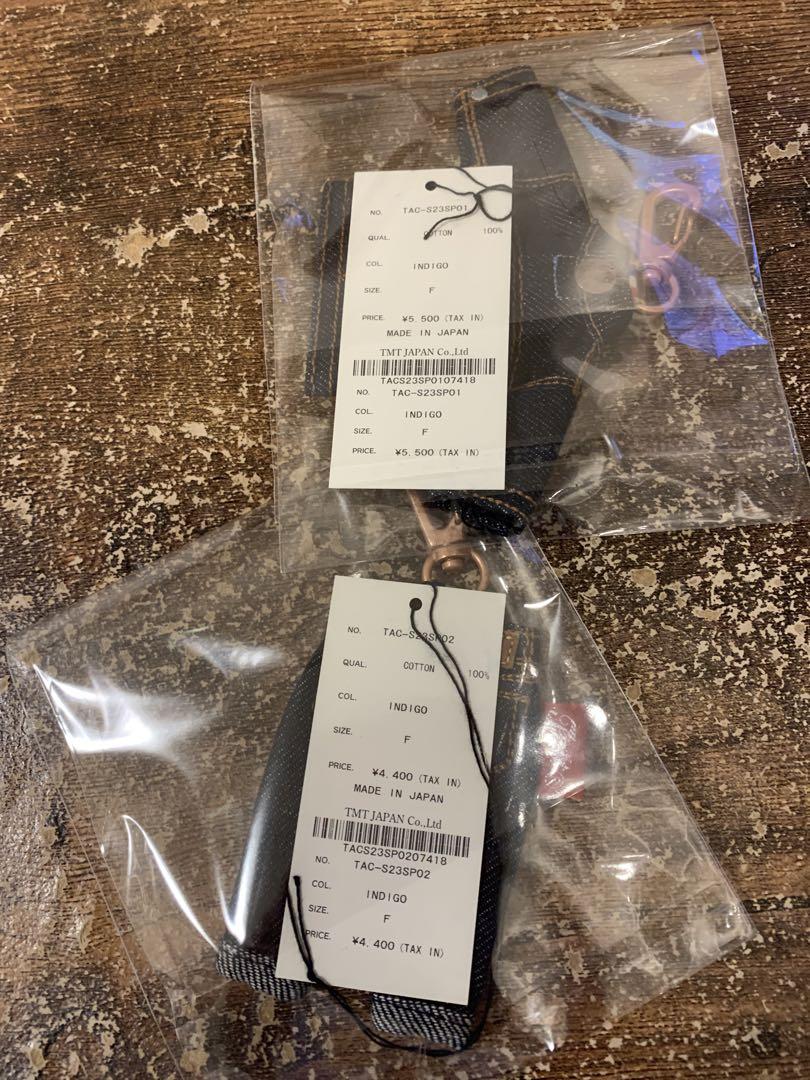 NO. TAC-S23SP01
QUAL. COTTON 100%
COL. INDIGO
SIZE. F
PRICE. ¥5,500 (TAX IN)
MADE IN JAPAN
TMT JAPAN Co.,Ltd
TACS23SP0107418
NO. TAC-S23SP01
COL. INDIGO
SIZE. F
PRICE. ¥5,500 (TAX IN)
NO. TAC-S23SP02
QUAL. COTTON 100%
COL. INDIGO
SIZE. F
PRICE. ¥4,400 (TAX IN)
MADE IN JAPAN
TMT JAPAN Co.,Ltd
TACS23SP0207418
NO. TAC-S23SP02
COL. INDIGO
SIZE. F
PRICE. ¥4,400 (TAX IN)